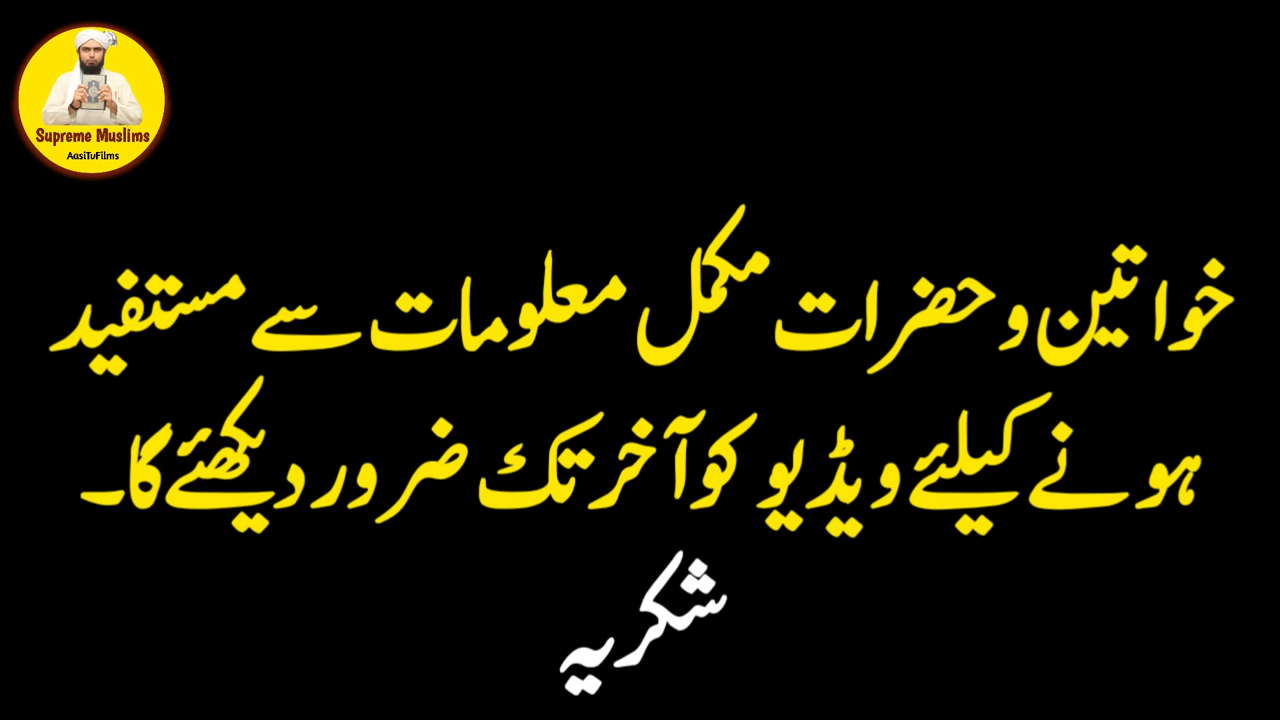 Supreme Muslims
AasiTuFilms
خواتین و حضرات مکمل معلومات سے مستفید
ہونے کیلئے ویڈیو کو آخر تک ضرور دیکھئے گا۔
شکریہ